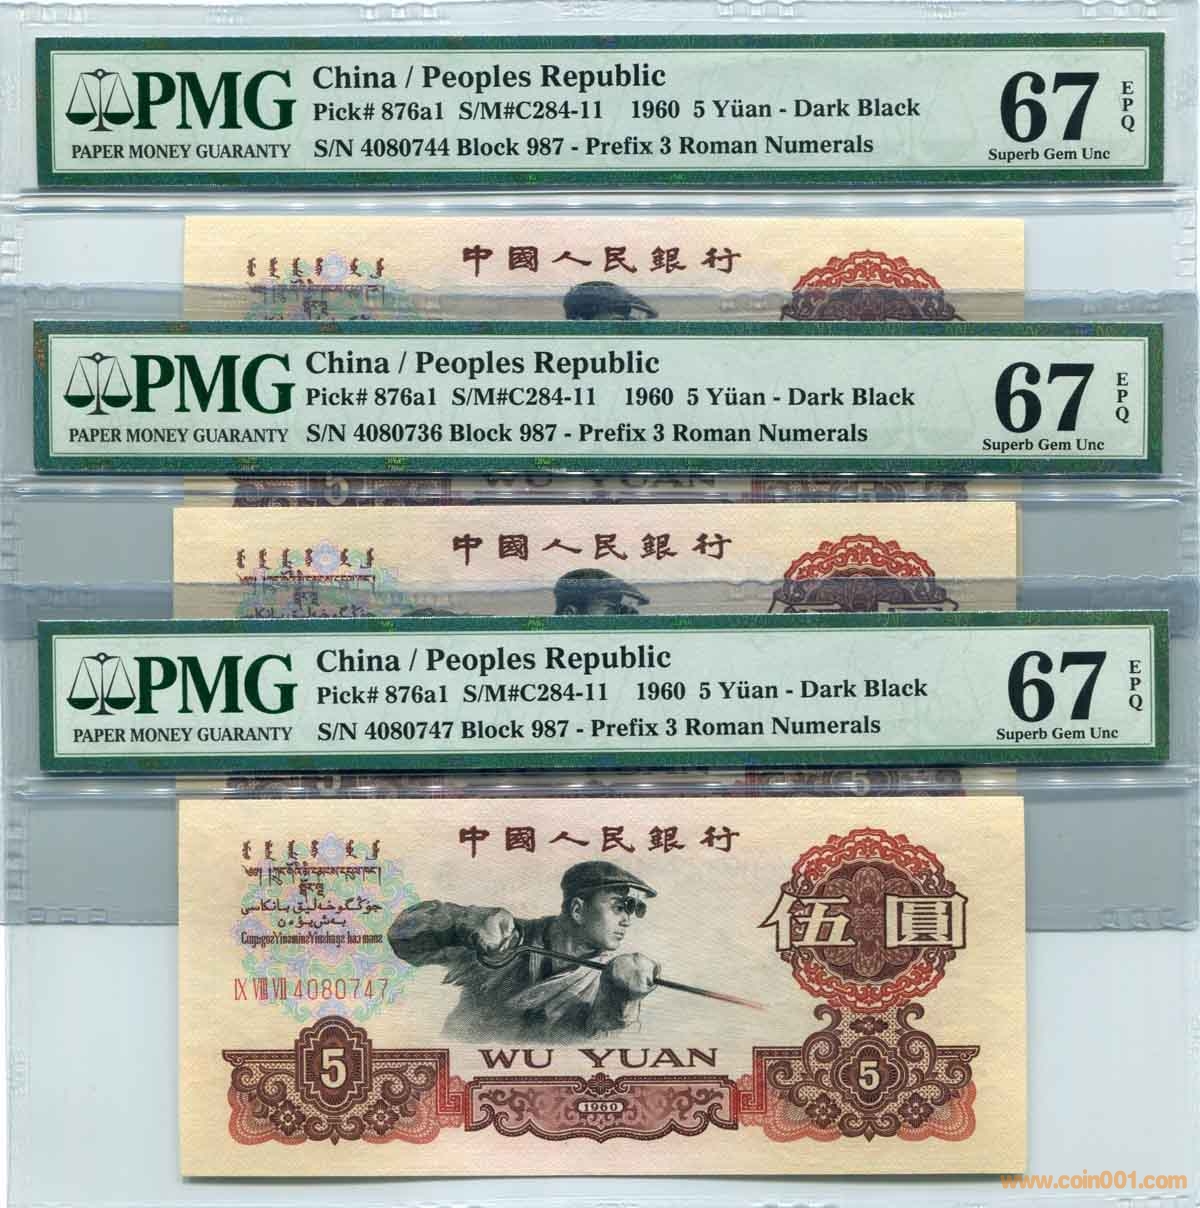 PMG
PAPER MONEY GUARANTY
China / Peoples Republic
Pick# 876a1 S/M#C284-11 1960 5 Yüan - Dark Black
S/N 4080744 Block 987 - Prefix 3 Roman Numerals
67
EPQ
Superb Gem Unc
中國人民銀行
PMG
PAPER MONEY GUARANTY
China / Peoples Republic
Pick# 876a1 S/M#C284-11 1960 5 Yüan - Dark Black
S/N 4080736 Block 987 - Prefix 3 Roman Numerals
67
EPQ
Superb Gem Unc
5 WU YUAN 5
中國人民銀行
PMG
PAPER MONEY GUARANTY
China / Peoples Republic
Pick# 876a1 S/M#C284-11 1960 5 Yüan - Dark Black
S/N 4080747 Block 987 - Prefix 3 Roman Numerals
67
EPQ
Superb Gem Unc
5 5
中國人民銀行
伍圓
IX VIII VII 4080747
5 WU YUAN 5
1960
www.coin001.com